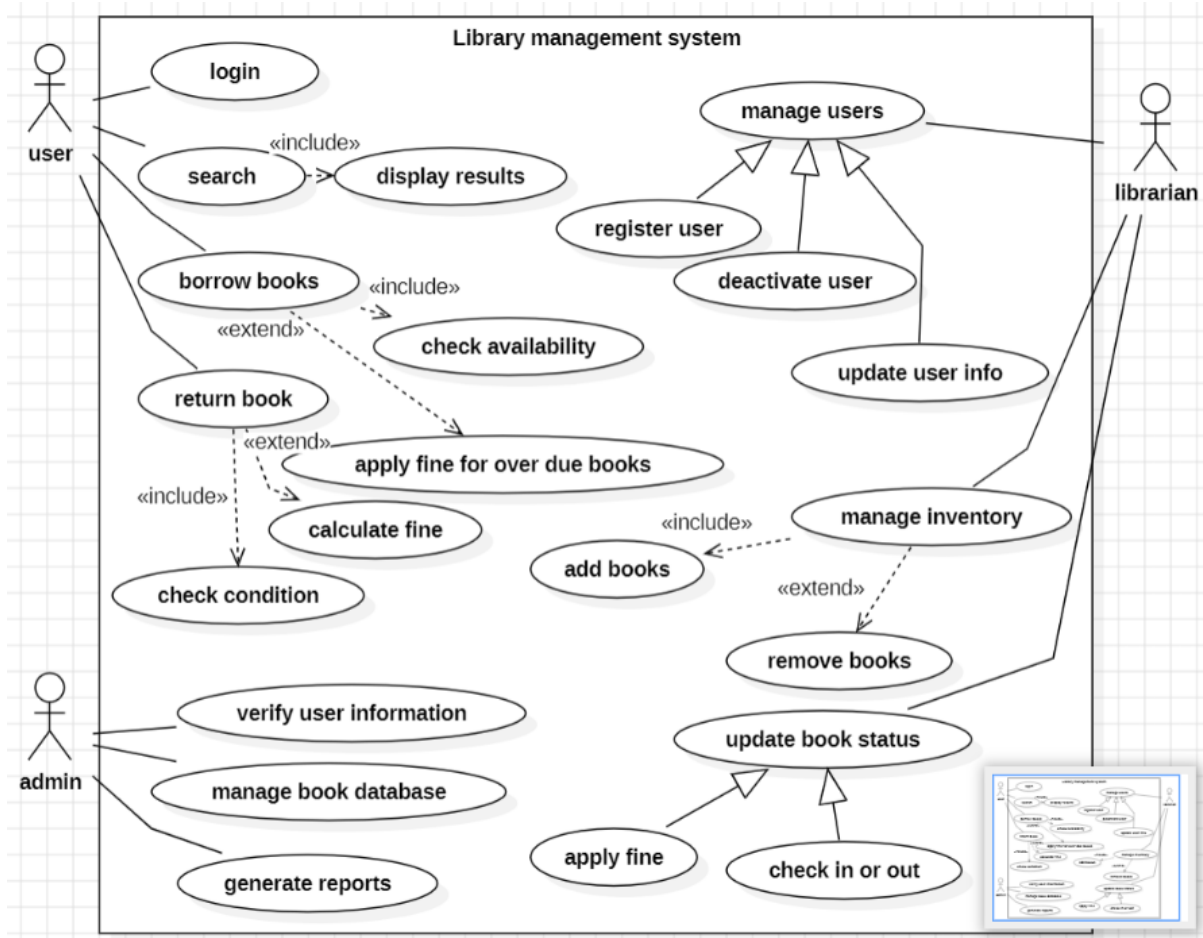 Library management system
login
user
search
«include»
display results
borrow books
«include»
«extend»
check availability
return book
«extend»
apply fine for over due books
«include»
calculate fine
check condition
manage users
librarian
register user
deactivate user
update user info
manage inventory
«include»
add books
«extend»
remove books
admin
verify user information
manage book database
generate reports
update book status
apply fine
check in or out